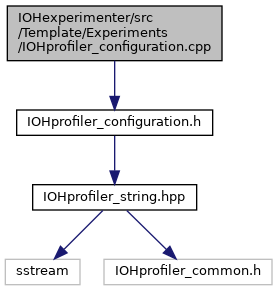 IOHexperimenter/src
/Template/Experiments
/IOHprofiler_configuration.cpp
IOHprofiler_configuration.h
IOHprofiler_string.hpp
sstream
IOHprofiler_common.h